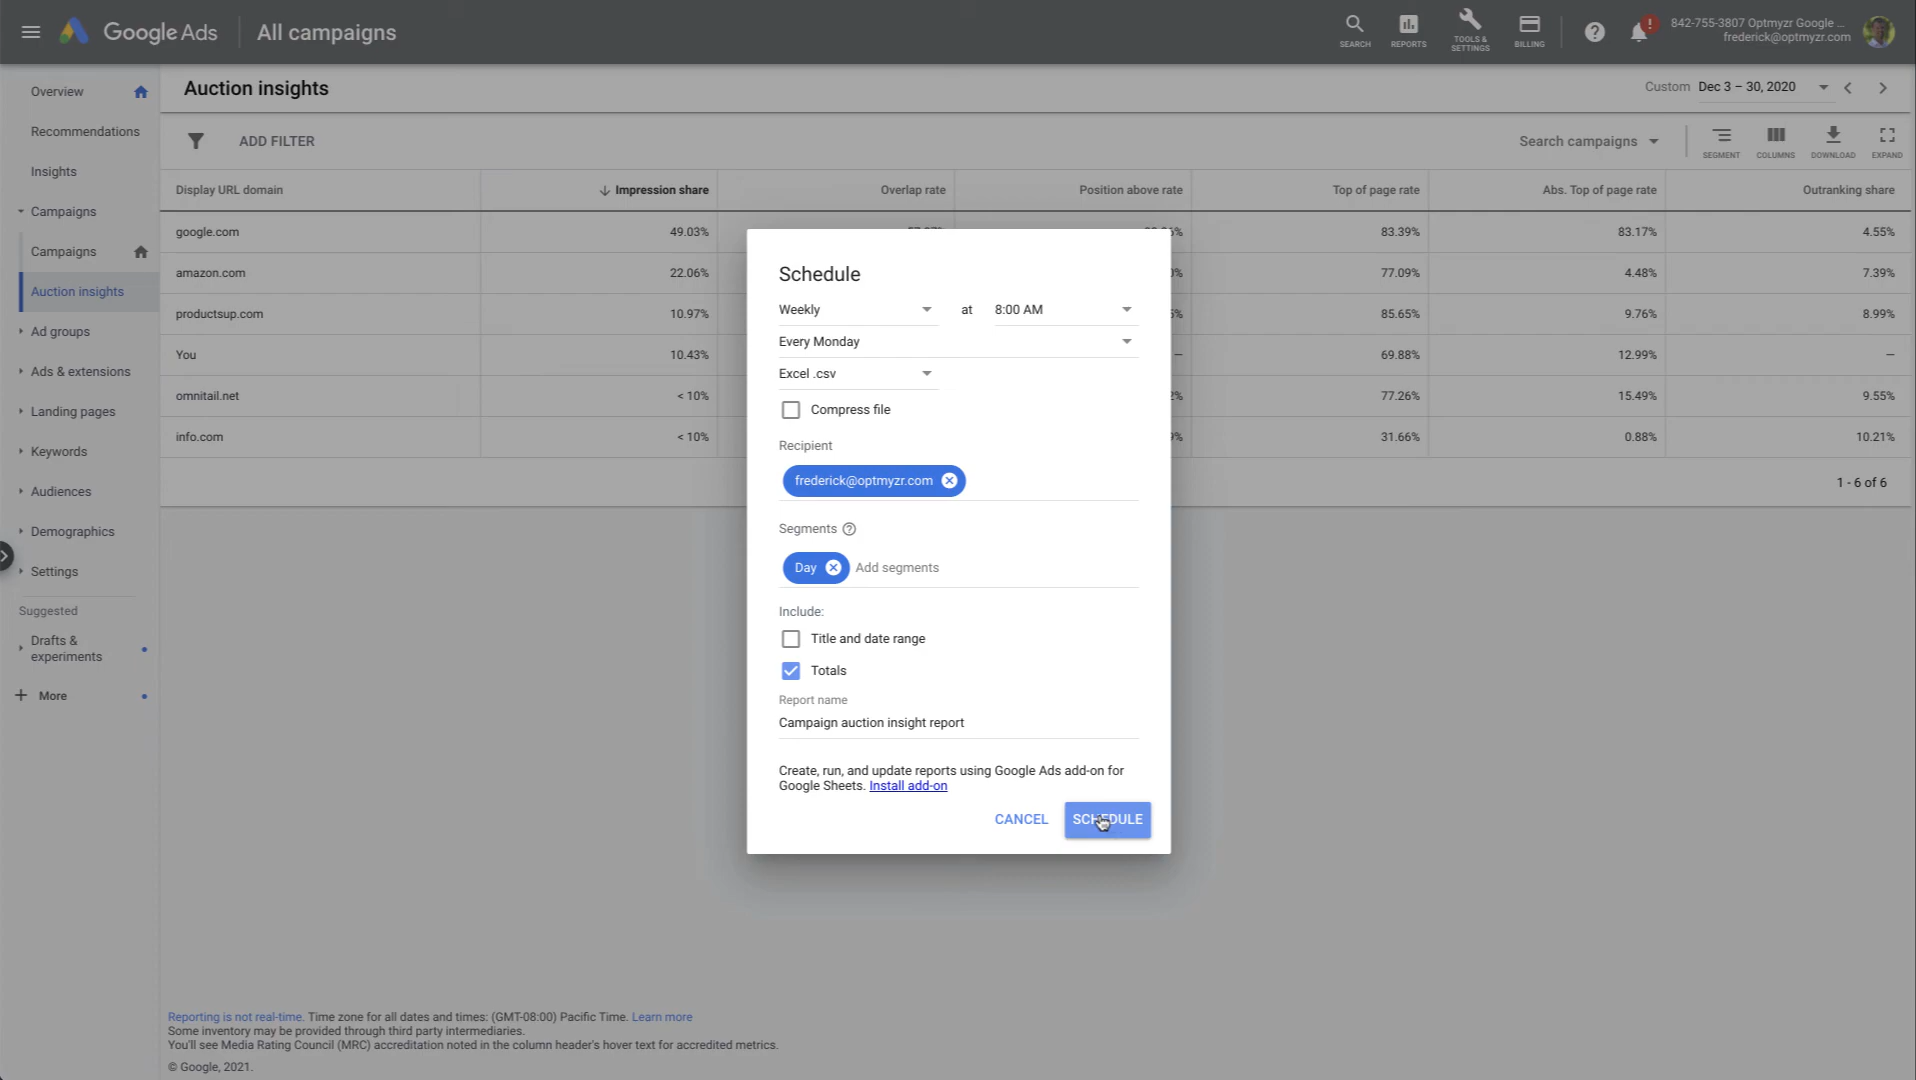 Google Ads
All campaigns
SEARCH
REPORTS
TOOLS &
SETTINGS
BILLING
!
842-755-3807 Optmyzr Google ...
frederick@optmyzr.com
Overview
Recommendations
Insights
Campaigns
Campaigns
Auction insights
Ad groups
Ads & extensions
Landing pages
Keywords
Audiences
Demographics
Settings
Suggested
Drafts &
experiments
More
Auction insights
Custom Dec 3 – 30, 2020
ADD FILTER
Search campaigns
SEGMENT
COLUMNS
DOWNLOAD
EXPAND
Display URL domain Impression share Overlap rate Position above rate Top of page rate Abs. Top of page rate Outranking share
google.com 49.03% 83.39% 83.17% 4.55%
amazon.com 22.06% 77.09% 4.48% 7.39%
productsup.com 10.97% 85.65% 9.76% 8.99%
You 10.43% — 69.88% 12.99% —
omnitail.net < 10% 77.26% 15.49% 9.55%
info.com < 10% 31.66% 0.88% 10.21%
1 - 6 of 6
Schedule
Weekly at 8:00 AM
Every Monday
Excel .csv
Compress file
Recipient
frederick@optmyzr.com
Segments
Day Add segments
Include:
Title and date range
Totals
Report name
Campaign auction insight report
Create, run, and update reports using Google Ads add-on for
Google Sheets. Install add-on
CANCEL
SCHEDULE
Reporting is not real-time. Time zone for all dates and times: (GMT-08:00) Pacific Time. Learn more
Some inventory may be provided through third party intermediaries.
You'll see Media Rating Council (MRC) accreditation noted in the column header's hover text for accredited metrics.
© Google, 2021.